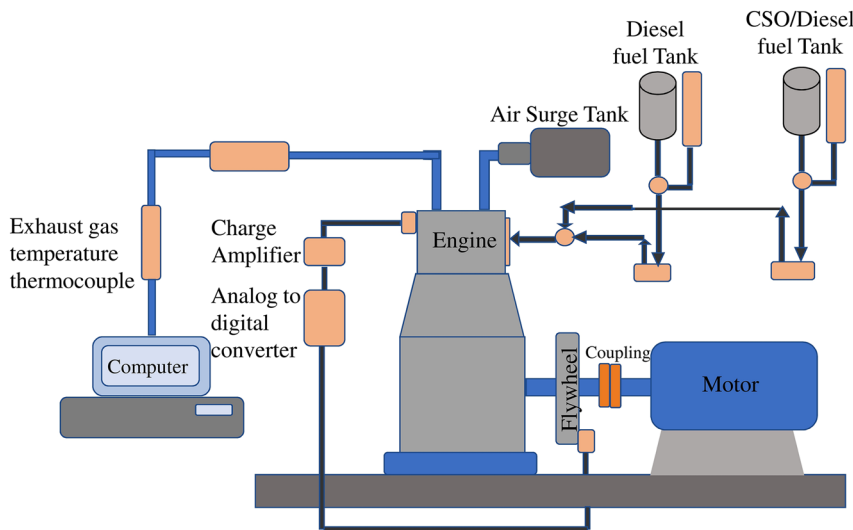 Diesel
fuel Tank
CSO/Diesel
fuel Tank
Air Surge Tank
Exhaust gas
temperature
thermocouple
Charge
Amplifier
Engine
Analog to
digital
converter
Computer
Flywheel
Coupling
Motor